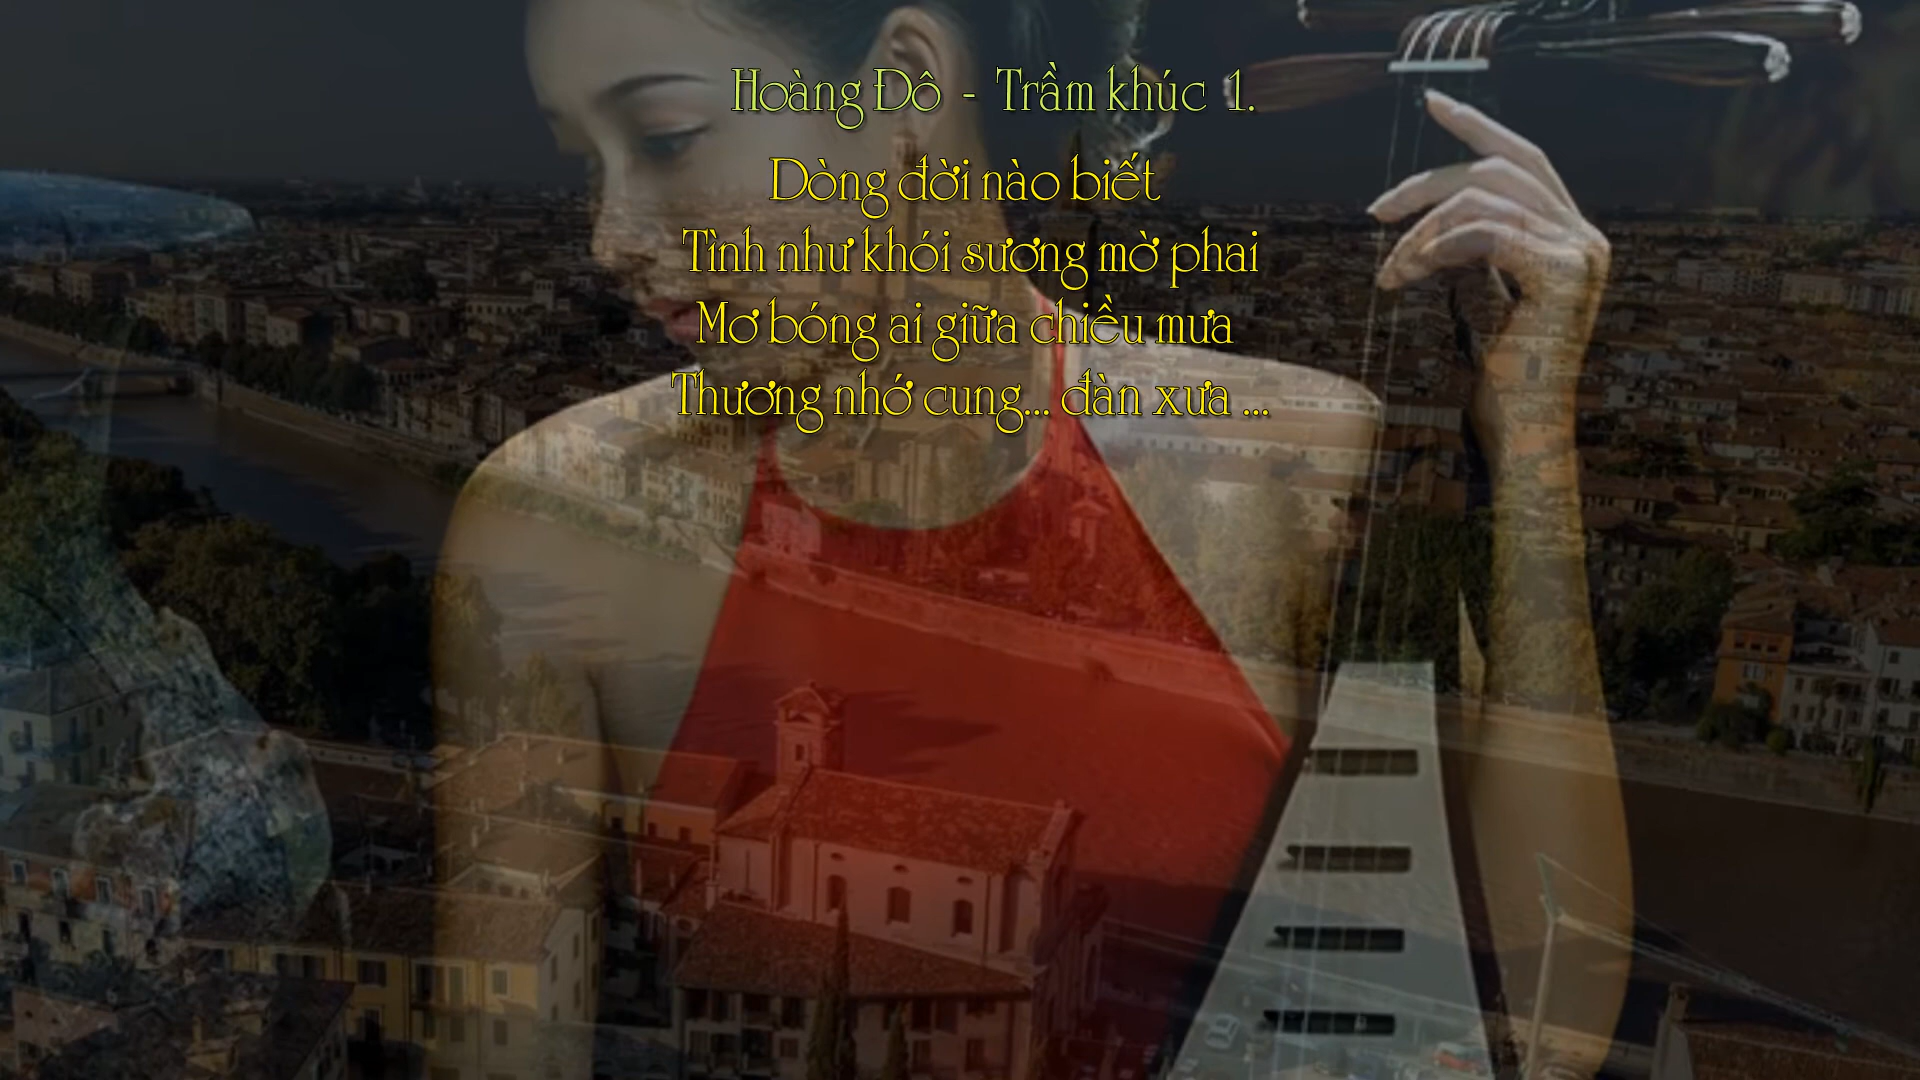 Hoàng Đô - Trầm khúc 1.
Dòng đời nào biết
Tình như khói sương mờ phai
Mơ bóng ai giữa chiều mưa
Thương nhớ cung... đàn xưa ...